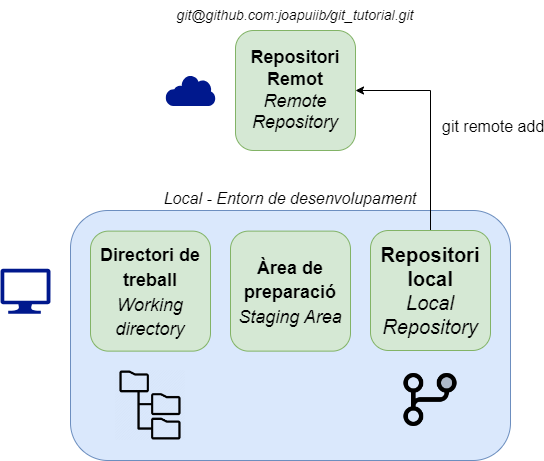 git@github.com:joapuiib/git_tutorial.git
Repositori
Remot
Remote
Repository
git remote add
Local - Entorn de desenvolupament
Directori de
treball
Working
directory
Àrea de
preparació
Staging Area
Repositori
local
Local
Repository